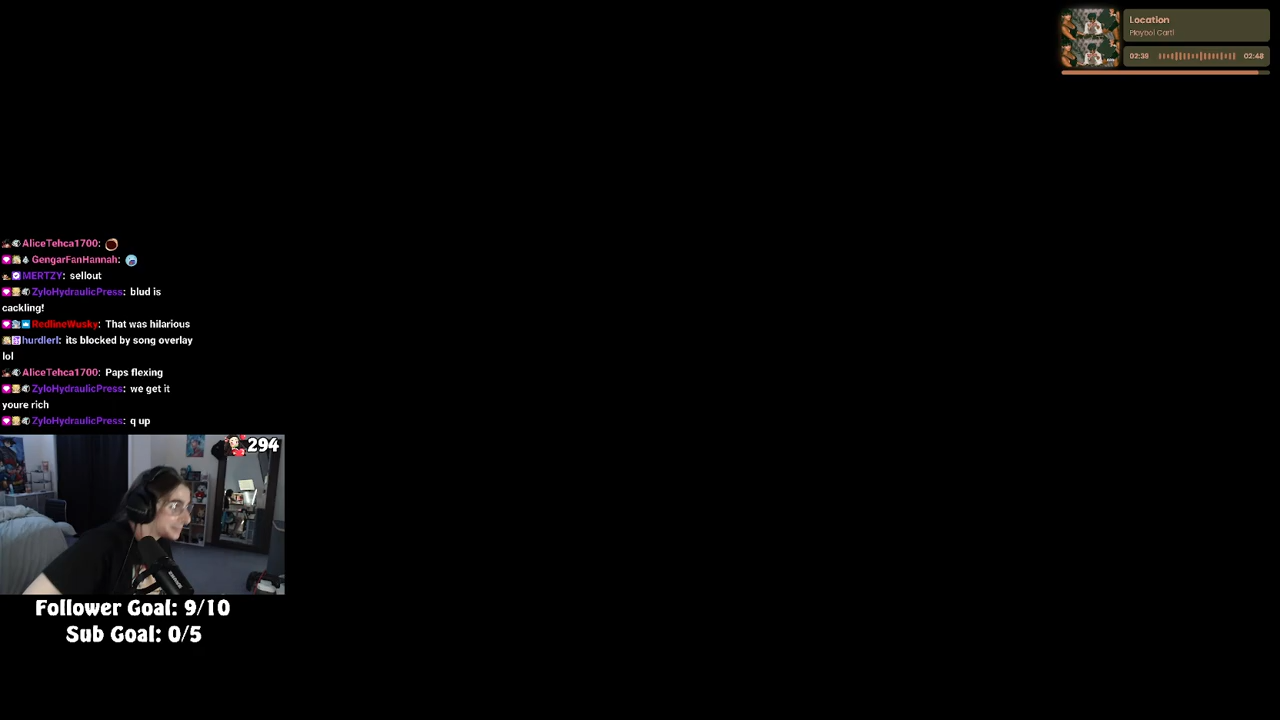 Location
Playboi Carti
02:39 02:48
AliceTehca1700:
GengarFanHannah:
MERTZY: sellout
ZyloHydraulicPress: blud is
cackling!
RedlineWusky: That was hilarious
hurdlerl: its blocked by song overlay
lol
AliceTehca1700: Paps flexing
ZyloHydraulicPress: we get it
youre rich
ZyloHydraulicPress: q up
294
Follower Goal: 9/10
Sub Goal: 0/5